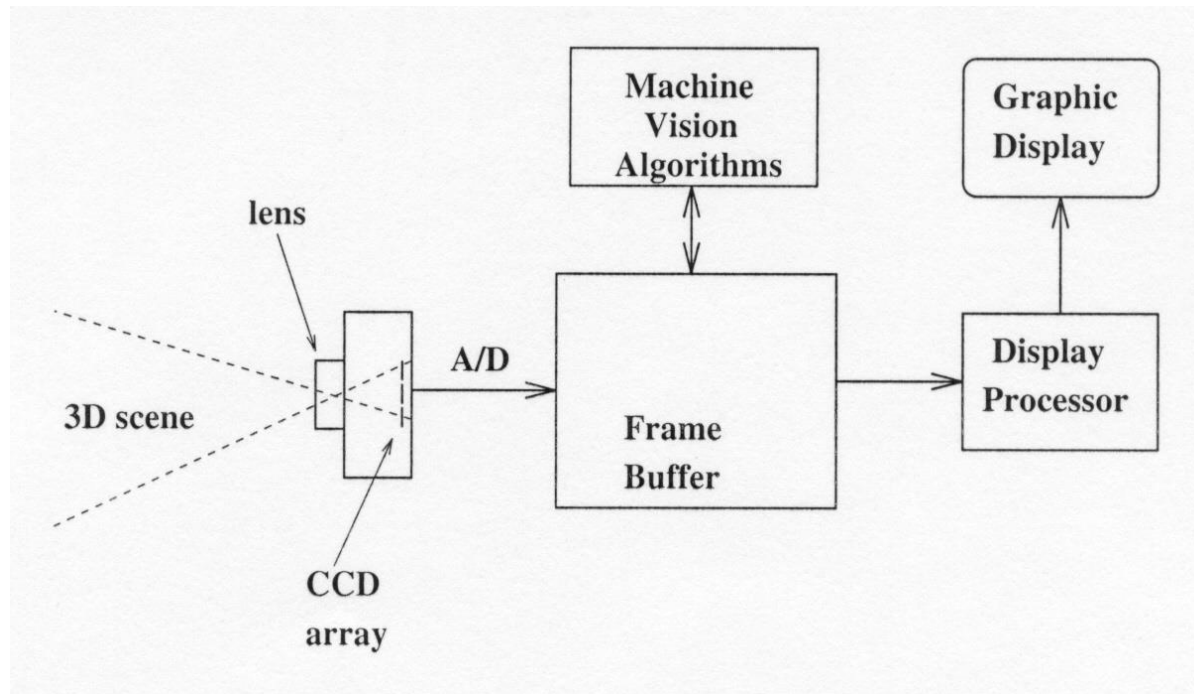 Machine
Vision
Algorithms
Graphic
Display
lens
A/D
3D scene
Frame
Buffer
Display
Processor
CCD
array